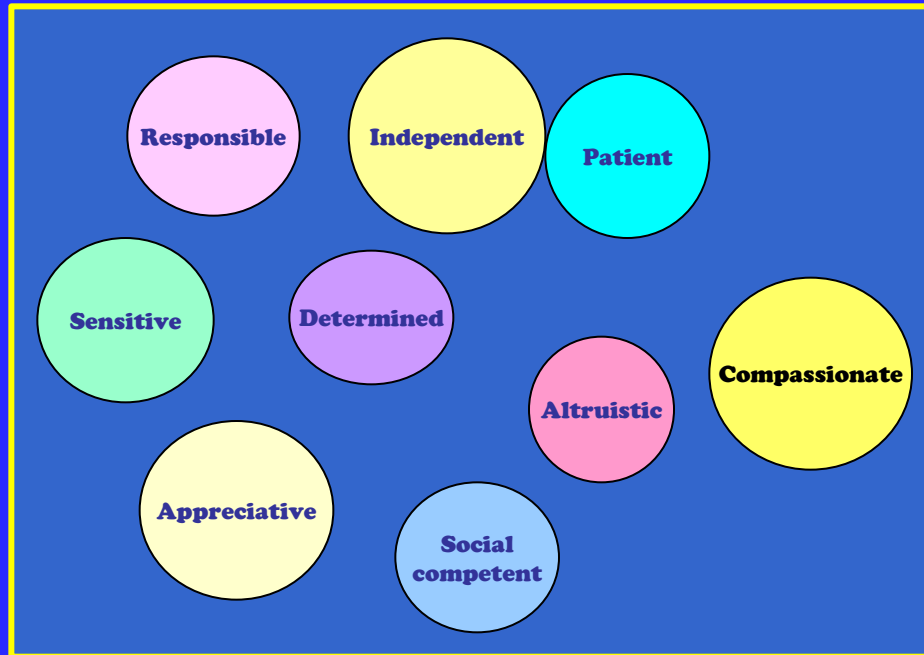 Responsible
Independent
Patient
Sensitive
Determined
Compassionate
Altruistic
Appreciative
Social
competent